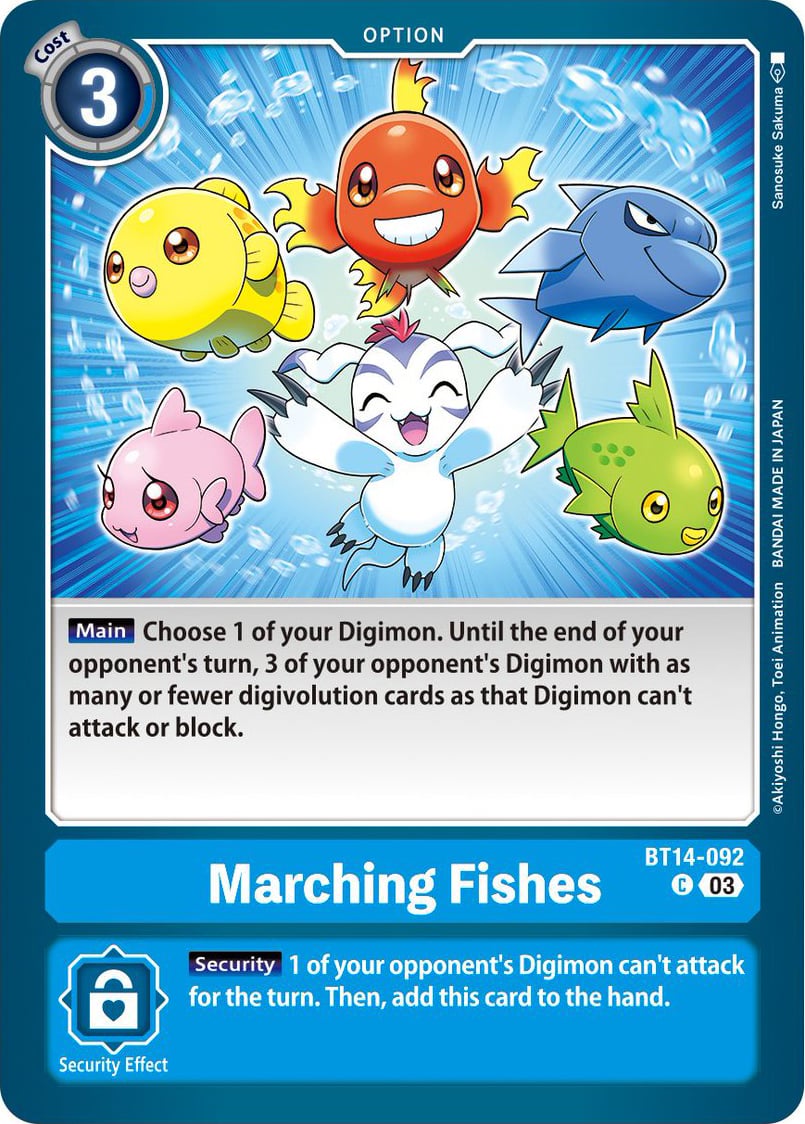 OPTION
Cost
3
Sanosuke Sakuma
Main Choose 1 of your Digimon. Until the end of your
opponent's turn, 3 of your opponent's Digimon with as
many or fewer digivolution cards as that Digimon can't
attack or block.
©Akiyoshi Hongo, Toei Animation BANDAI MADE IN JAPAN
BT14-092
Marching Fishes
C 03
Security 1 of your opponent's Digimon can't attack
for the turn. Then, add this card to the hand.
Security Effect